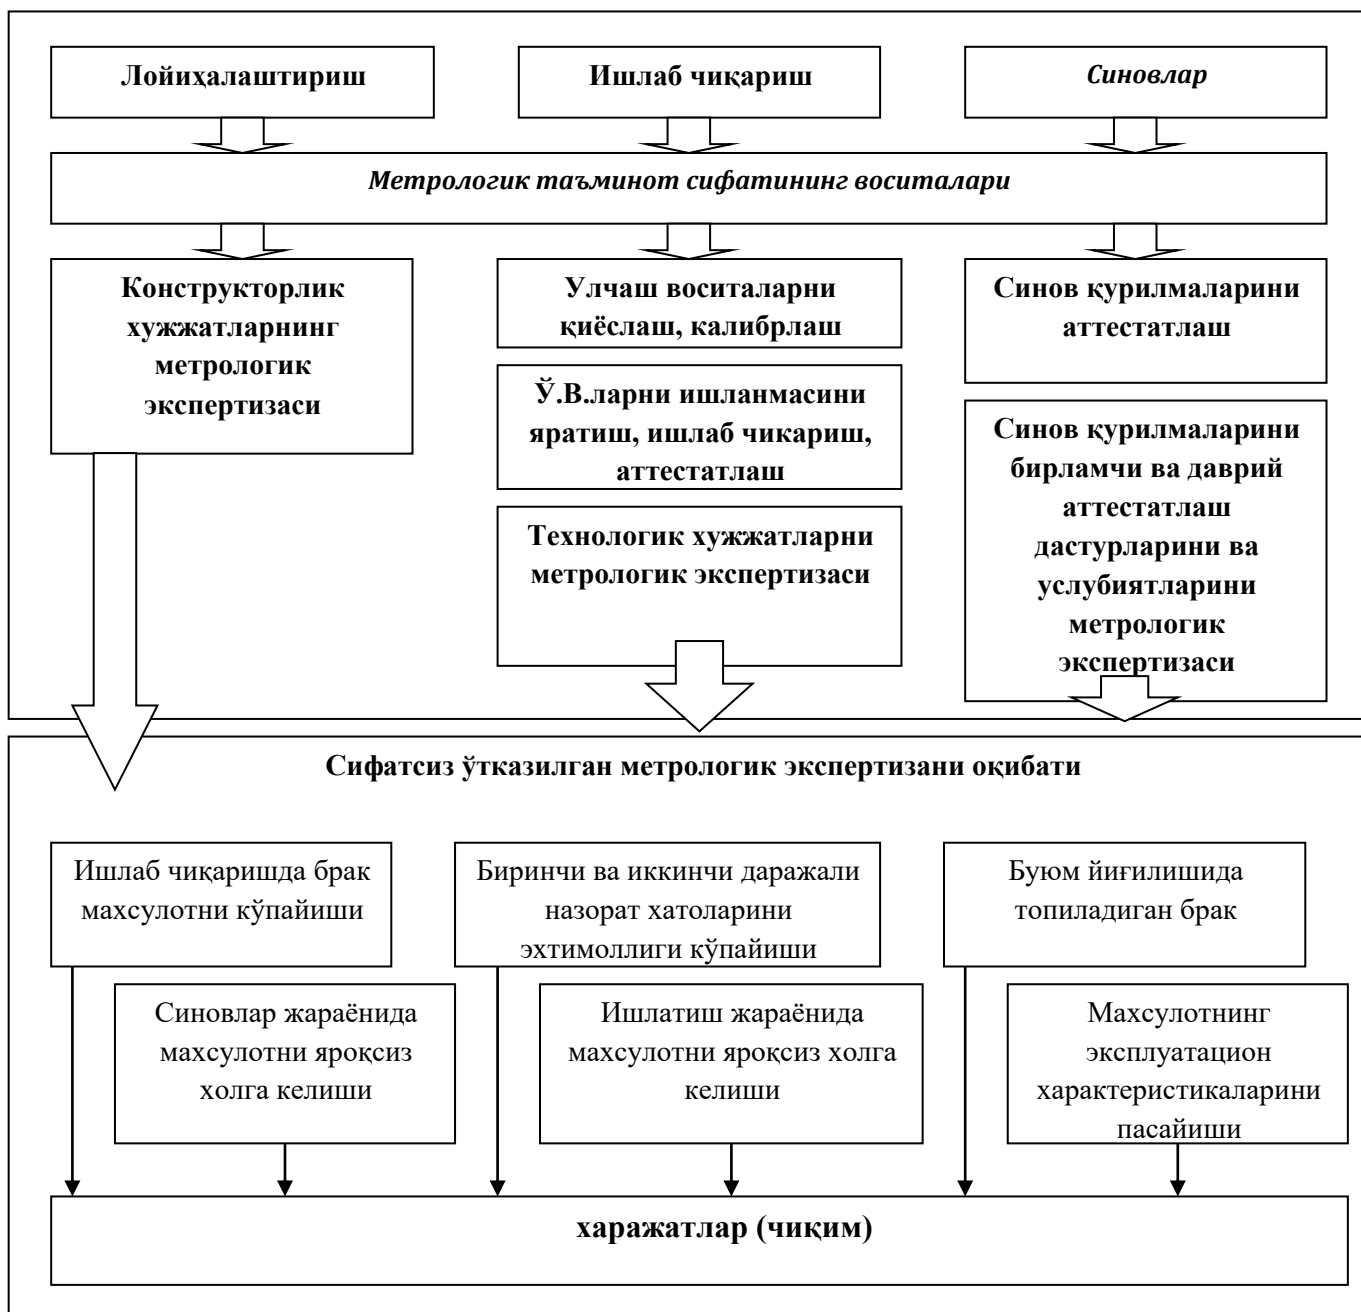 Лойиҳалаштириш
Ишлаб чиқариш
Синовлар
Метрологик таъминот сифатининг воситалари
Конструкторлик
хужжатларнинг
метрологик
экспертизаси
Улчаш воситаларни
қиёслаш, калибрлаш
Ў.В.ларни ишланмасини
яратиш, ишлаб чикариш,
аттестатлаш
Технологик хужжатларни
метрологик экспертизаси
Синов қурилмаларини
аттестатлаш
Синов қурилмаларини
бирламчи ва даврий
аттестатлаш
дастурларини ва
услубиятларини
метрологик
экспертизаси
Сифатсиз ўтказилган метрологик экспертизани оқибати
Ишлаб чиқаришда брак
махсулотни кўпайиши
Биринчи ва иккинчи даражали
назорат хатоларини
эхтимоллиги кўпайиши
Буюм йиғилишида
топиладиган брак
Синовлар жараёнида
махсулотни яроқсиз
холга келиши
Ишлатиш жараёнида
махсулотни яроқсиз холга
келиши
Махсулотнинг
эксплуатацион
характеристикаларини
пасайиши
харажатлар (чиқим)